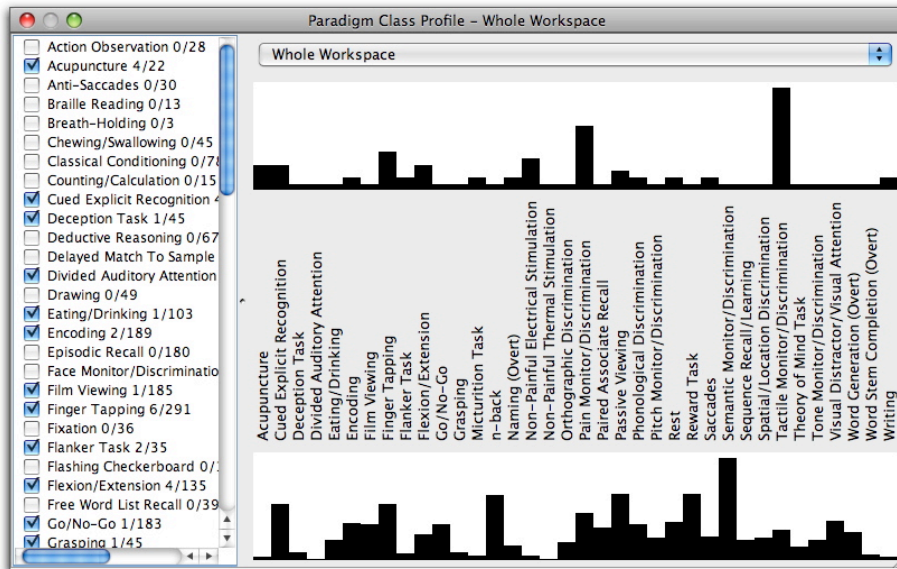 Paradigm Class Profile - Whole Workspace
Action Observation 0/28
Acupuncture 4/22
Anti-Saccades 0/30
Braille Reading 0/13
Breath-Holding 0/3
Chewing/Swallowing 0/45
Classical Conditioning 0/78
Counting/Calculation 0/15
Cued Explicit Recognition 4
Deception Task 1/45
Deductive Reasoning 0/67
Delayed Match To Sample
Divided Auditory Attention
Drawing 0/49
Eating/Drinking 1/103
Encoding 2/189
Episodic Recall 0/180
Face Monitor/Discriminatio
Film Viewing 1/185
Finger Tapping 6/291
Fixation 0/36
Flanker Task 2/35
Flashing Checkerboard 0/
Flexion/Extension 4/135
Free Word List Recall 0/39
Go/No-Go 1/183
Grasping 1/45
Whole Workspace
Acupuncture
Cued Explicit Recognition
Deception Task
Divided Auditory Attention
Eating/Drinking
Encoding
Film Viewing
Finger Tapping
Flanker Task
Flexion/Extension
Go/No-Go
Grasping
Micturition Task
n-back
Naming (Overt)
Non-Painful Electrical Stimulation
Non-Painful Thermal Stimulation
Orthographic Discrimination
Pain Monitor/Discrimination
Paired Associate Recall
Passive Viewing
Phonological Discrimination
Pitch Monitor/Discrimination
Rest
Reward Task
Saccades
Semantic Monitor/Discrimination
Sequence Recall/Learning
Spatial/Location Discrimination
Tactile Monitor/Discrimination
Theory of Mind Task
Tone Monitor/Discrimination
Visual Distractor/Visual Attention
Word Generation (Overt)
Word Stem Completion (Overt)
Writing